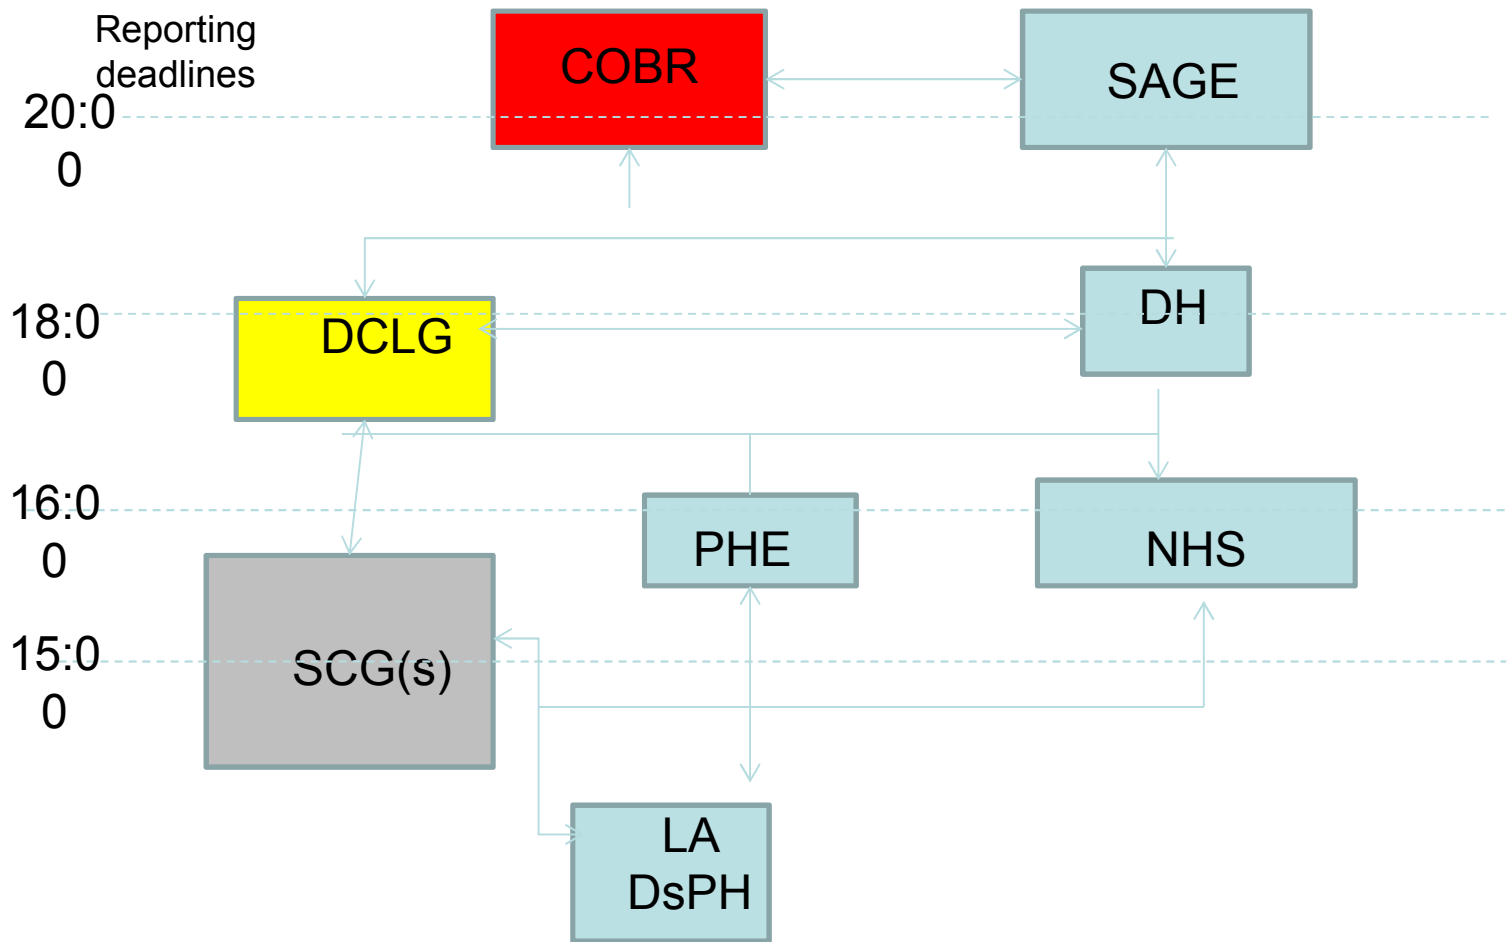 Reporting
deadlines
COBR
SAGE
20:0
0
DH
18:0
0
DCLG
16:0
0
PHE
NHS
15:0
0
SCG(s)
LA
DsPH